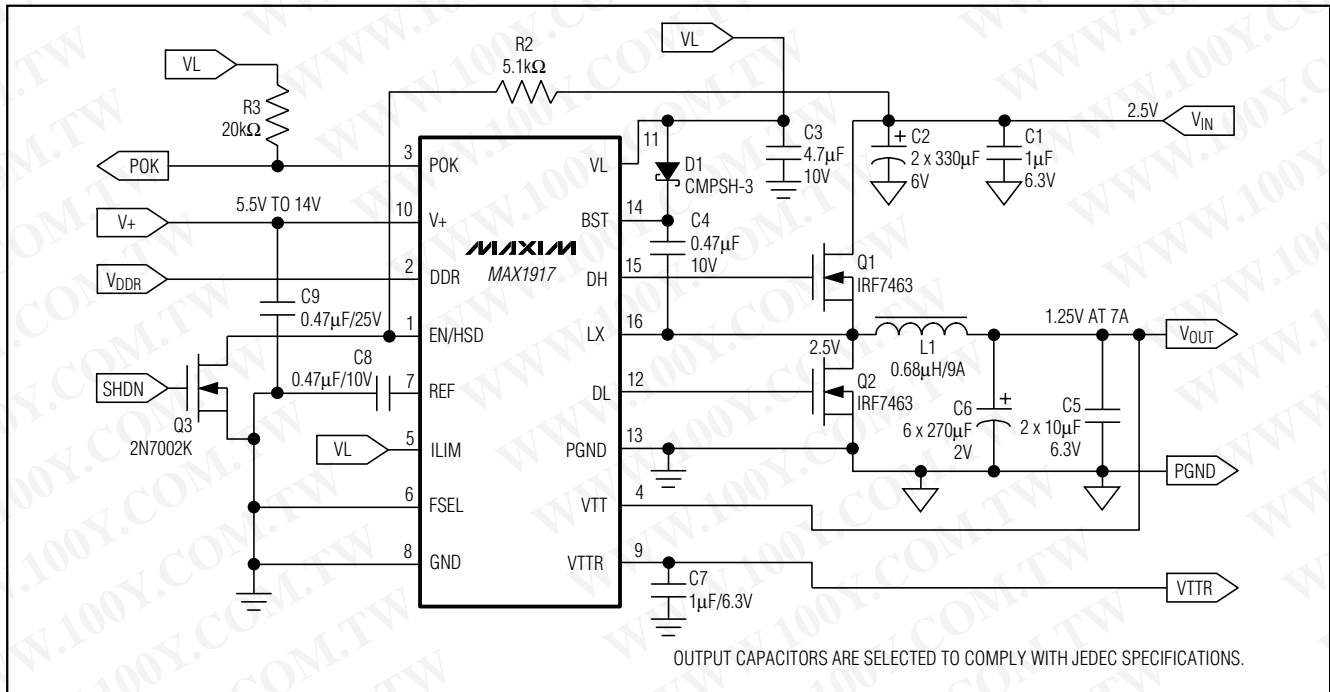 VL
R2
5.1kΩ
VL
R3
20kΩ
2.5V
VIN
11
C3
4.7µF
10V
+ C2
2 x 330µF
6V
C1
1µF
6.3V
POK
3
POK
VL
D1
CMPSH-3
V+
5.5V TO 14V
10
V+
14
BST
C4
0.47µF
10V
MAXIM
MAX1917
VDDR
2
DDR
DH
15
Q1
IRF7463
C9
0.47µF/25V
1
EN/HSD
LX
16
1.25V AT 7A
VOUT
L1
0.68µH/9A
2.5V
SHDN
Q3
2N7002K
C8
0.47µF/10V
7
REF
DL
12
Q2
IRF7463
C6
6 x 270µF
2V
+
C5
2 x 10µF
6.3V
VL
5
ILIM
PGND
13
PGND
6
FSEL
VTT
4
8
GND
VTTR
9
C7
1µF/6.3V
VTTR
OUTPUT CAPACITORS ARE SELECTED TO COMPLY WITH JEDEC SPECIFICATIONS.
WWW.100Y.COM.TW